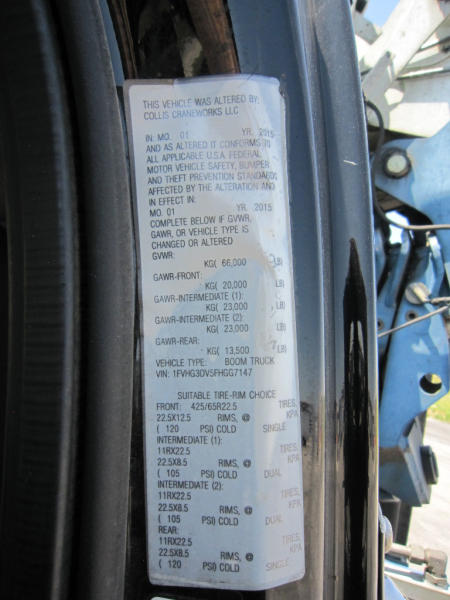 THIS VEHICLE WAS ALTERED BY:
COLLIS CRANEWORKS LLC
IN: MO. 01 YR. 2015
AND AS ALTERED IT CONFORMS TO
ALL APPLICABLE U.S.A. FEDERAL
MOTOR VEHICLE SAFETY, BUMPER
AND THEFT PREVENTION STANDARDS
AFFECTED BY THE ALTERATION AND
IN EFFECT IN:
MO. 01 YR. 2015
COMPLETE BELOW IF GVWR,
GAWR, OR VEHICLE TYPE IS
CHANGED OR ALTERED
GVWR:
KG( 66,000 LB)
GAWR-FRONT:
KG( 20,000 LB)
GAWR-INTERMEDIATE (1):
KG( 23,000 LB)
GAWR-INTERMEDIATE (2):
KG( 23,000 LB)
GAWR-REAR:
KG( 13,500 LB)
VEHICLE TYPE: BOOM TRUCK
VIN: 1FVHG3DV5FHGG7147
SUITABLE TIRE-RIM CHOICE
FRONT: 425/65R22.5 TIRES,
22.5X12.5 RIMS, @ KPA
( 120 PSI) COLD SINGLE
INTERMEDIATE (1):
11RX22.5 TIRES,
22.5X8.5 RIMS, @ KPA
( 105 PSI) COLD DUAL
INTERMEDIATE (2):
11RX22.5 TIRES,
22.5X8.5 RIMS, @ KPA
( 105 PSI) COLD DUAL
REAR:
11RX22.5 TIRES,
22.5X8.5 RIMS, @ KPA
( 120 PSI) COLD SINGLE